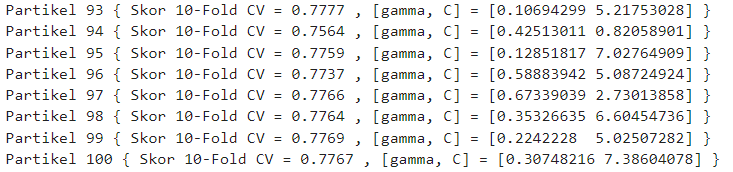 Partikel 93 { Skor 10-Fold CV = 0.7777 , [gamma, C] = [0.10694299 5.21753028] }
Partikel 94 { Skor 10-Fold CV = 0.7564 , [gamma, C] = [0.42513011 0.82058901] }
Partikel 95 { Skor 10-Fold CV = 0.7759 , [gamma, C] = [0.12851817 7.02764909] }
Partikel 96 { Skor 10-Fold CV = 0.7737 , [gamma, C] = [0.58883942 5.08724924] }
Partikel 97 { Skor 10-Fold CV = 0.7766 , [gamma, C] = [0.67339039 2.73013858] }
Partikel 98 { Skor 10-Fold CV = 0.7764 , [gamma, C] = [0.35326635 6.60454736] }
Partikel 99 { Skor 10-Fold CV = 0.7769 , [gamma, C] = [0.2242228  5.02507282] }
Partikel 100 { Skor 10-Fold CV = 0.7767 , [gamma, C] = [0.30748216 7.38604078] }